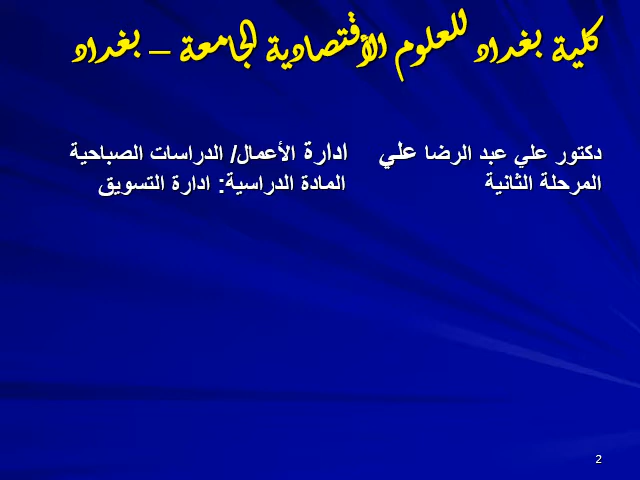 كلية بغداد للعلوم الأقتصادية الجامعة – بغداد
دكتور علي عبد الرضا علي ادارة الأعمال/ الدراسات الصباحية
المرحلة الثانية المادة الدراسية: ادارة التسويق
2